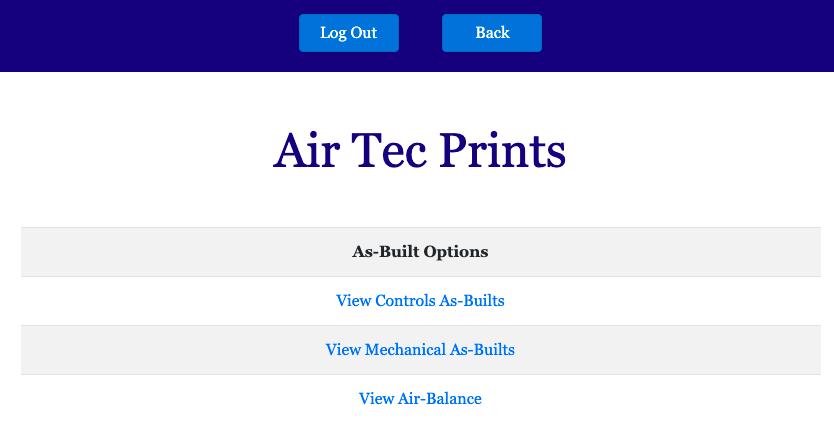 Log Out
Back
Air Tec Prints
As-Built Options
View Controls As-Builts
View Mechanical As-Builts
View Air-Balance